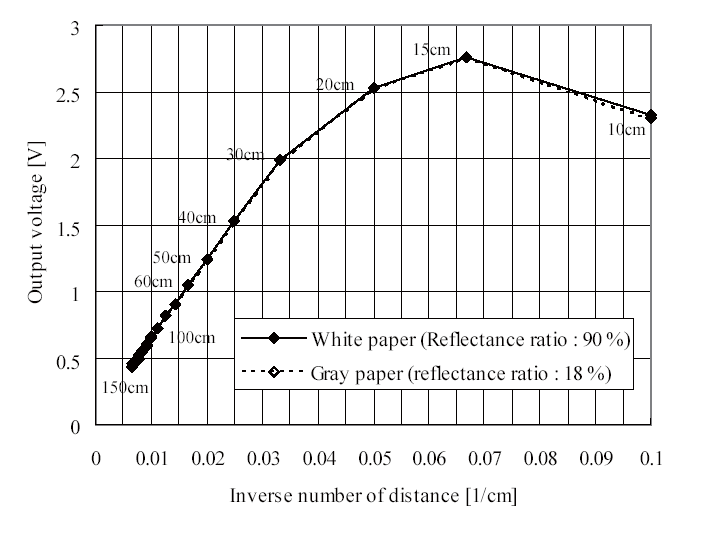 3
2.5
2
1.5
1
0.5
0
Output voltage [V]
15cm
20cm
10cm
30cm
40cm
50cm
60cm
100cm
150cm
White paper (Reflectance ratio : 90 %)
Gray paper (reflectance ratio : 18 %)
0 0.01 0.02 0.03 0.04 0.05 0.06 0.07 0.08 0.09 0.1
Inverse number of distance [1/cm]